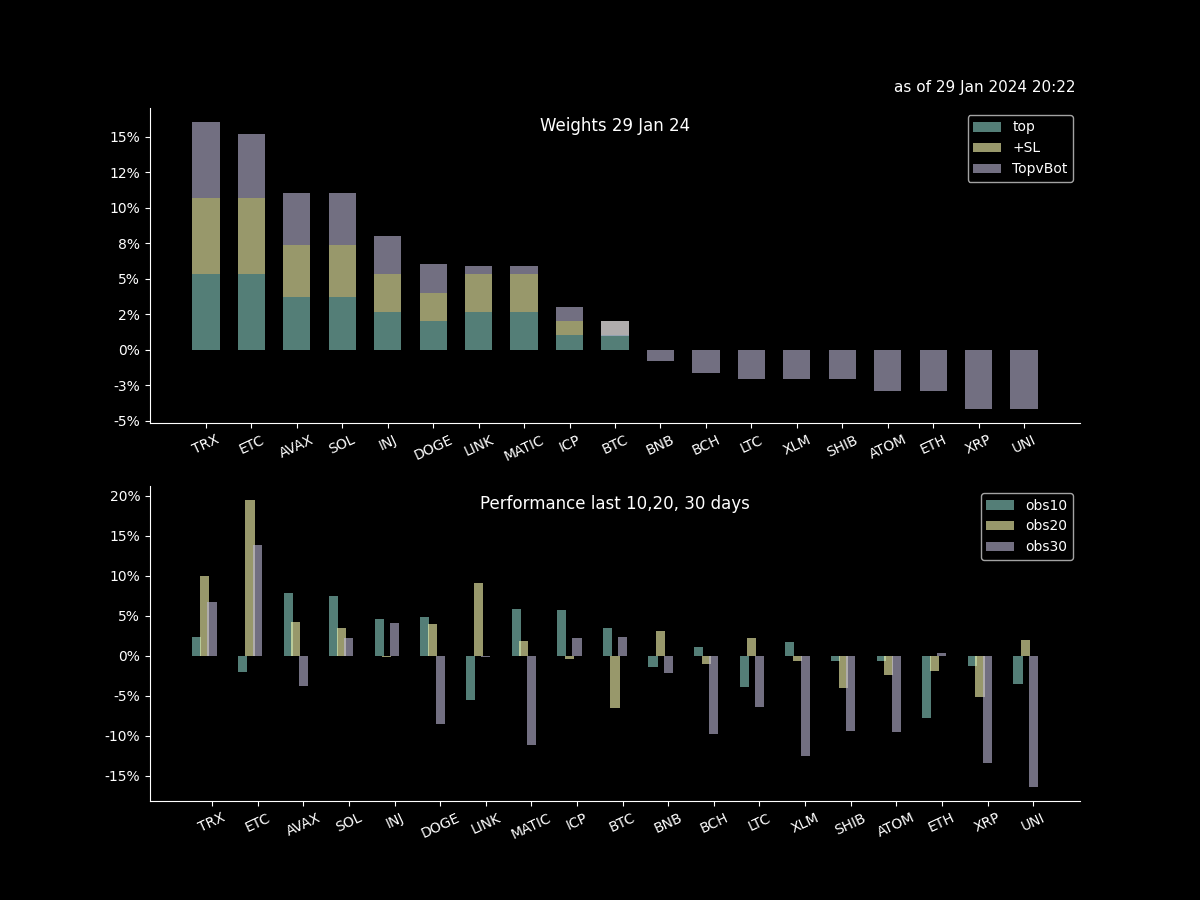 as of 29 Jan 2024 20:22
Weights 29 Jan 24
top
+SL
TopvBot
15%
12%
10%
8%
5%
2%
0%
-3%
-5%
TRX ETC AVAX SOL INJ DOGE LINK MATIC ICP BTC BNB BCH LTC XLM SHIB ATOM ETH XRP UNI
Performance last 10,20, 30 days
obs10
obs20
obs30
20%
15%
10%
5%
0%
-5%
-10%
-15%
TRX ETC AVAX SOL INJ DOGE LINK MATIC ICP BTC BNB BCH LTC XLM SHIB ATOM ETH XRP UNI